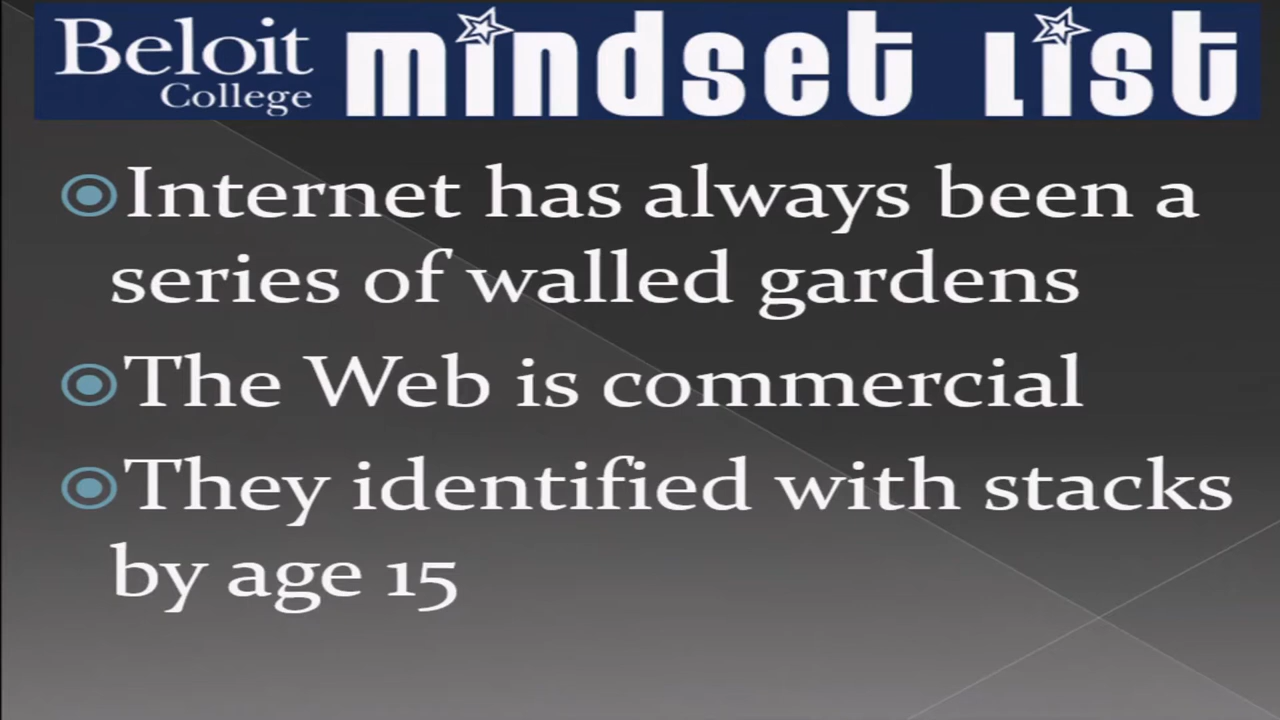 Beloit College mindset List
Internet has always been a
series of walled gardens
The Web is commercial
They identified with stacks
by age 15